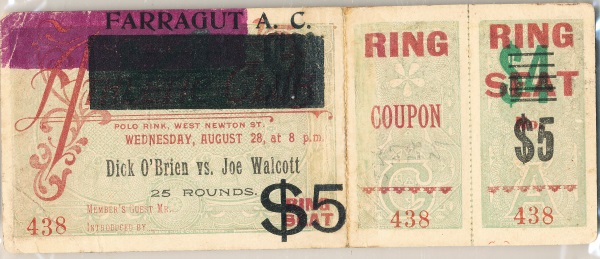 FARRAGUT A. C.
POLO RINK, WEST NEWTON ST.
WEDNESDAY, AUGUST 28, at 8 p.m.
Dick O'Brien vs. Joe Walcott
25 ROUNDS.
$5
RING
SEAT
MEMBER'S GUEST MR.
438
INTRODUCED BY
RING
COUPON
438
RING
$4
SEAT
$5
438